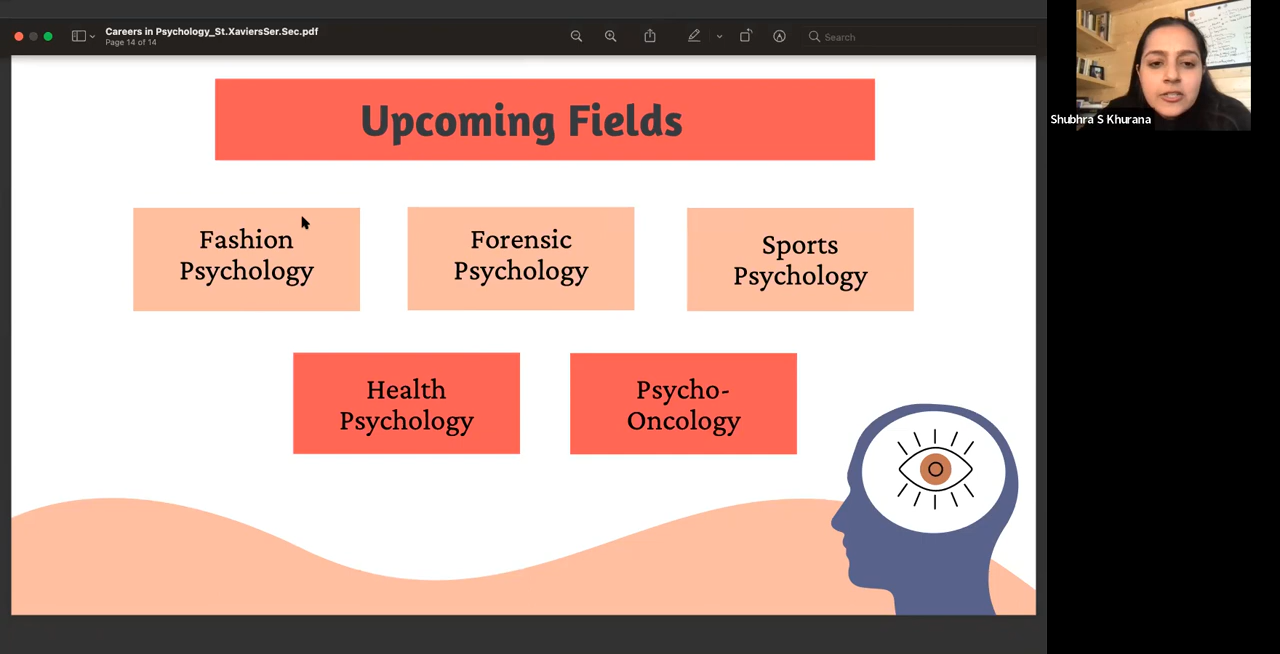 Careers in Psychology_St.XaviersSer.Sec.pdf
Page 14 of 14
Search
Shubhra S Khurana
Upcoming Fields
Fashion
Psychology
Forensic
Psychology
Sports
Psychology
Health
Psychology
Psycho-
Oncology